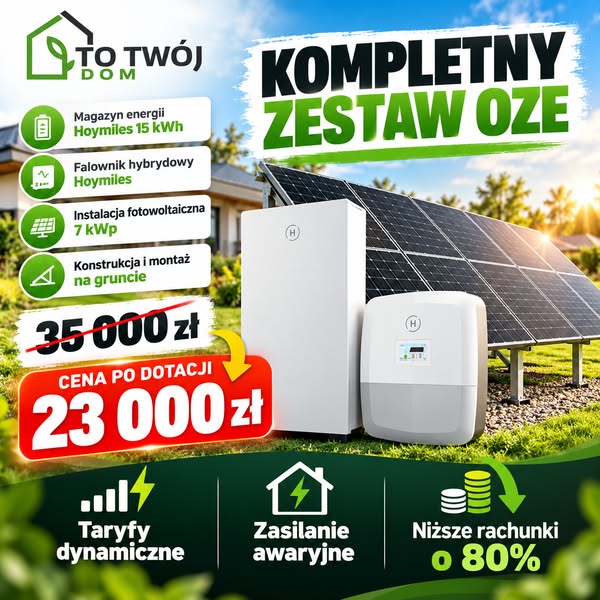 TO TWÓJ
DOM
KOMPLETNY
ZESTAW OZE
Magazyn energii
Hoymiles 15 kWh
Falownik hybrydowy
Hoymiles
Instalacja fotowoltaiczna
7 kWp
Konstrukcja i montaż
na gruncie
35 000 zł
CENA PO DOTACJI
23 000 zł
H
H
Taryfy
dynamiczne
Zasilanie
awaryjne
Niższe rachunki
o 80%